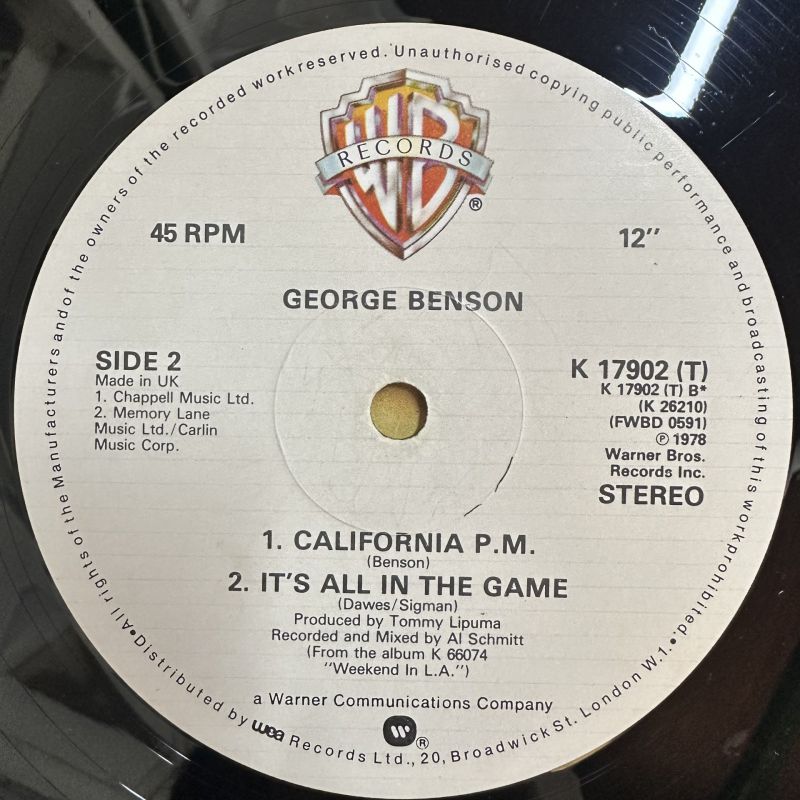 •All rights of the Manufacturers and of the owners of the recorded work reserved. Unauthorised copying public performance and broadcasting of this work prohibited.•
WB
RECORDS
®
45 RPM
12''
GEORGE BENSON
SIDE 2
Made in UK
1. Chappell Music Ltd.
2. Memory Lane
Music Ltd./Carlin
Music Corp.
K 17902 (T)
K 17902 (T) B*
(K 26210)
(FWBD 0591)
℗ 1978
Warner Bros.
Records Inc.
STEREO
1. CALIFORNIA P.M.
(Benson)
2. IT'S ALL IN THE GAME
(Dawes/Sigman)
Produced by Tommy Lipuma
Recorded and Mixed by Al Schmitt
(From the album K 66074
"Weekend In L.A.")
a Warner Communications Company
®
Distributed by wea Records Ltd., 20, Broadwick St. London W.1.